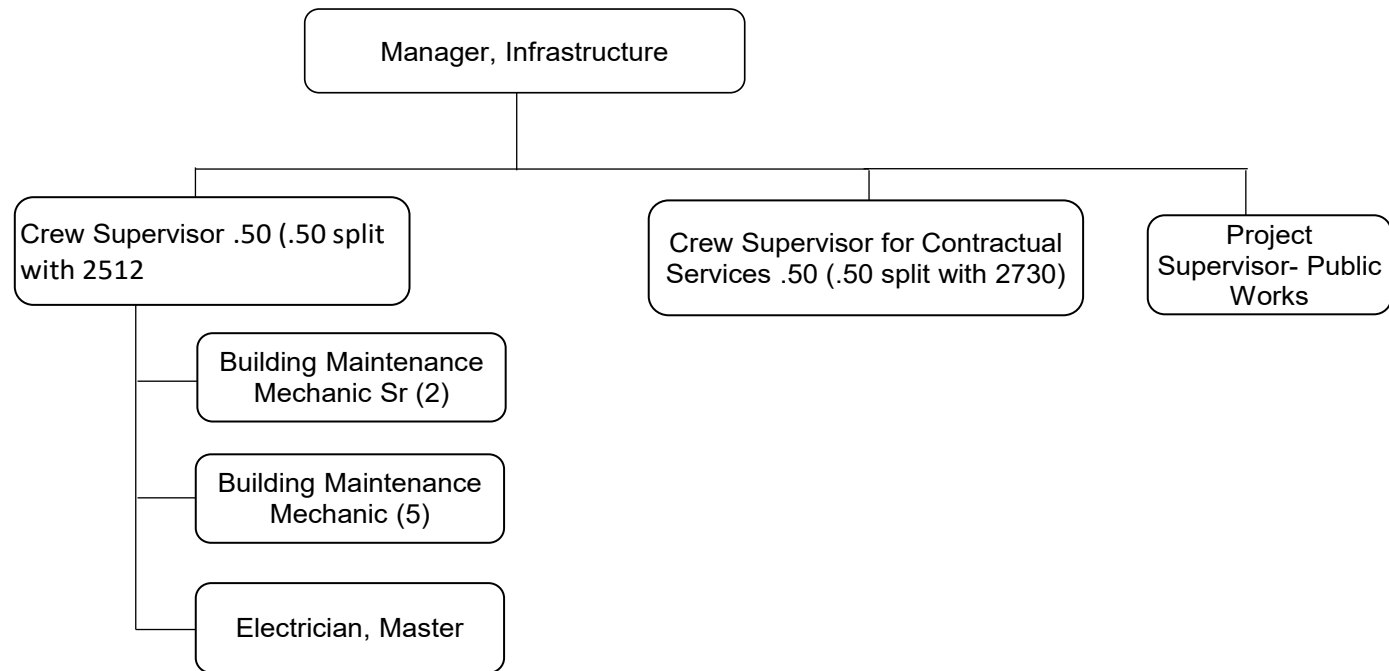 Manager, Infrastructure
Crew Supervisor .50 (.50 split
with 2512
Crew Supervisor for Contractual
Services .50 (.50 split with 2730)
Project
Supervisor- Public
Works
Building Maintenance
Mechanic Sr (2)
Building Maintenance
Mechanic (5)
Electrician, Master